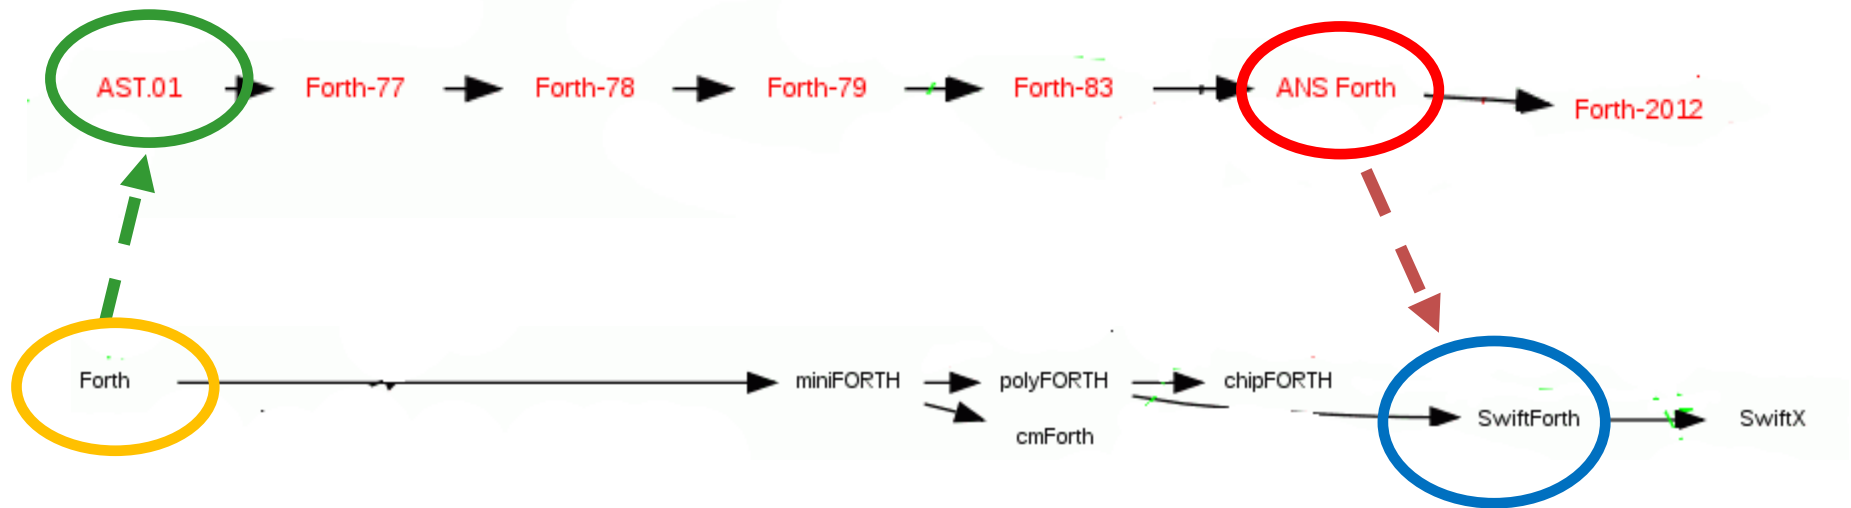 AST.01
Forth-77
Forth-78
Forth-79
Forth-83
ANS Forth
Forth-2012
Forth
miniFORTH
polyFORTH
chipFORTH
cmForth
SwiftForth
SwiftX